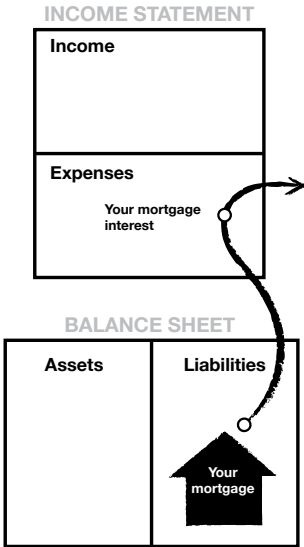 INCOME STATEMENT
Income
Expenses
Your mortgage
interest
BALANCE SHEET
Assets
Liabilities
Your
mortgage